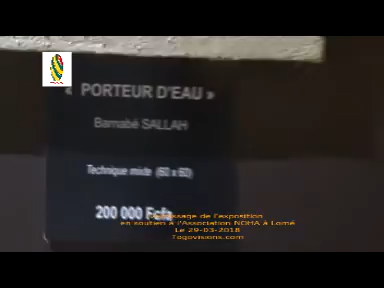 « PORTEUR D'EAU »
Barnabé SALLAH
Technique mixte (60 x 60)
200 000 Fcfa
de l'exposition
en soutien à l'Association NOHA à Lomé
Le 29-03-2018
Togovisions.com